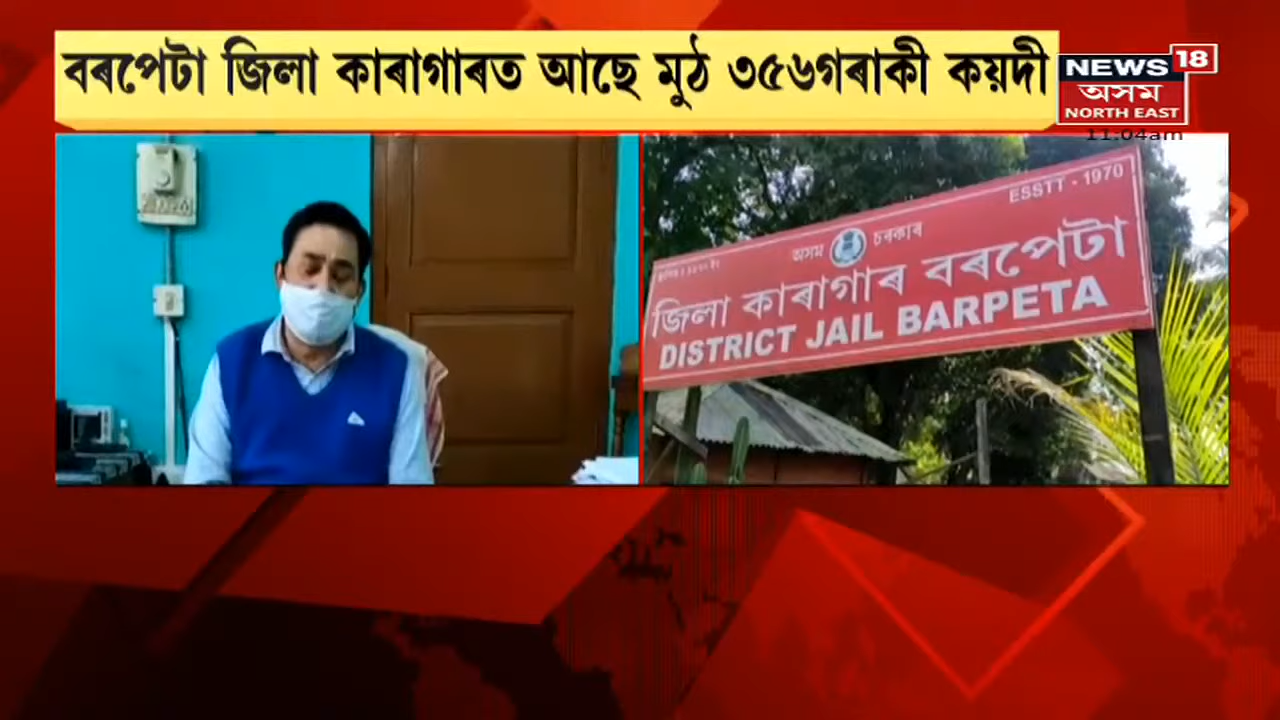 বৰপেটা জিলা কাৰাগাৰত আছে মুঠ ৩৫৬গৰাকী কয়দী
NEWS 18
অসম
NORTH EAST
11:04am
ESSTT - 1970
অসম চৰকাৰ
জিলা কাৰাগাৰ বৰপেটা
DISTRICT JAIL BARPETA